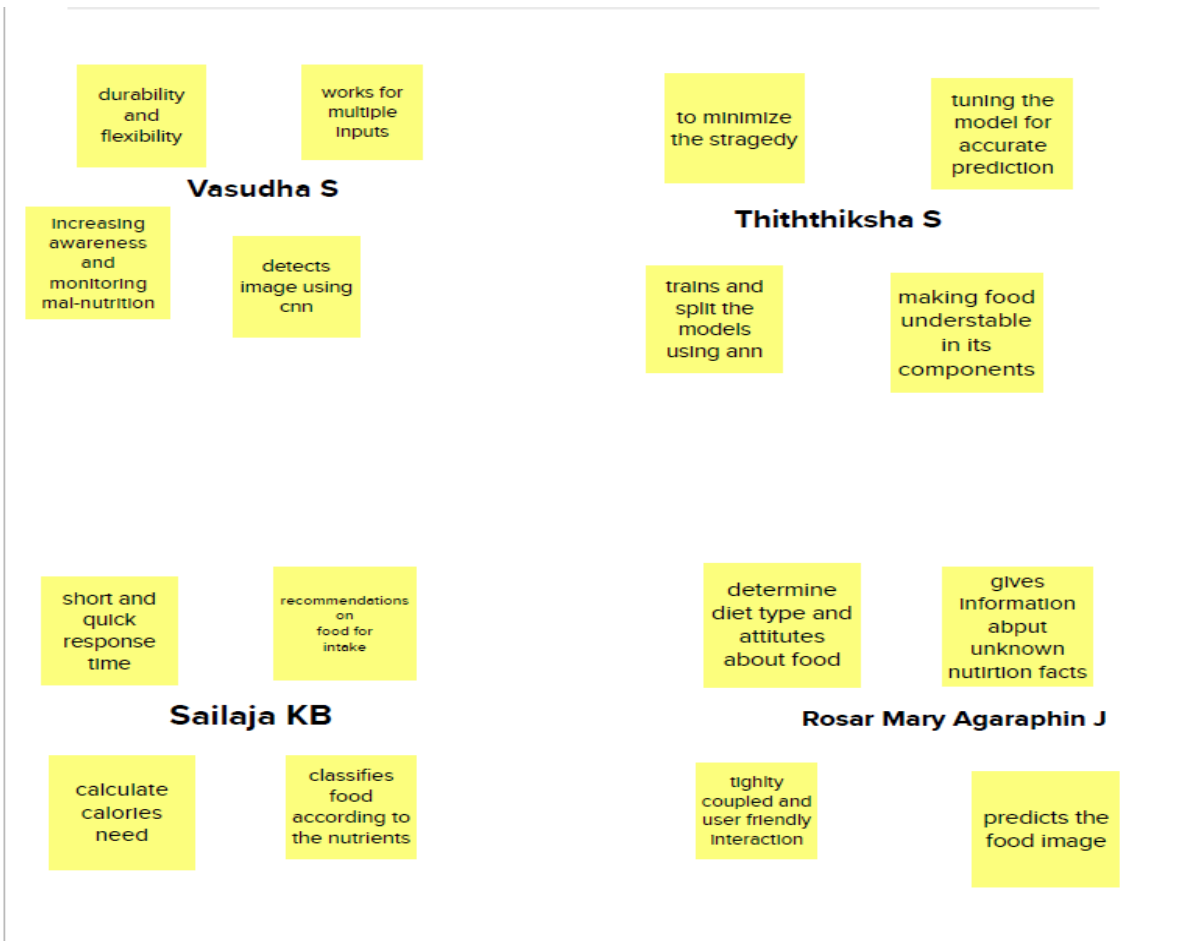 durability
and
flexibility
works for
multiple
inputs
Vasudha S
increasing
awareness
and
monitoring
mal-nutrition
detects
image using
cnn
to minimize
the stragedy
tuning the
model for
accurate
prediction
Thiththiksha S
trains and
split the
models
using ann
making food
understable
in its
components
short and
quick
response
time
recommendations
on
food for
intake
Sailaja KB
calculate
calories
need
classifies
food
according to
the nutrients
determine
diet type and
attitutes
about food
gives
information
abput
unknown
nutirtion facts
Rosar Mary Agaraphin J
tighlty
coupled and
user friendly
interaction
predicts the
food image